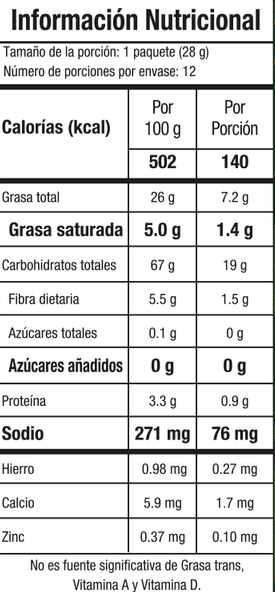 Información Nutricional
Tamaño de la porción: 1 paquete (28 g)
Número de porciones por envase: 12
Calorías (kcal) Por 100 g Por Porción
502 140
Grasa total 26 g 7.2 g
Grasa saturada 5.0 g 1.4 g
Carbohidratos totales 67 g 19 g
Fibra dietaria 5.5 g 1.5 g
Azúcares totales 0.1 g 0 g
Azúcares añadidos 0 g 0 g
Proteína 3.3 g 0.9 g
Sodio 271 mg 76 mg
Hierro 0.98 mg 0.27 mg
Calcio 5.9 mg 1.7 mg
Zinc 0.37 mg 0.10 mg
No es fuente significativa de Grasa trans,
Vitamina A y Vitamina D.